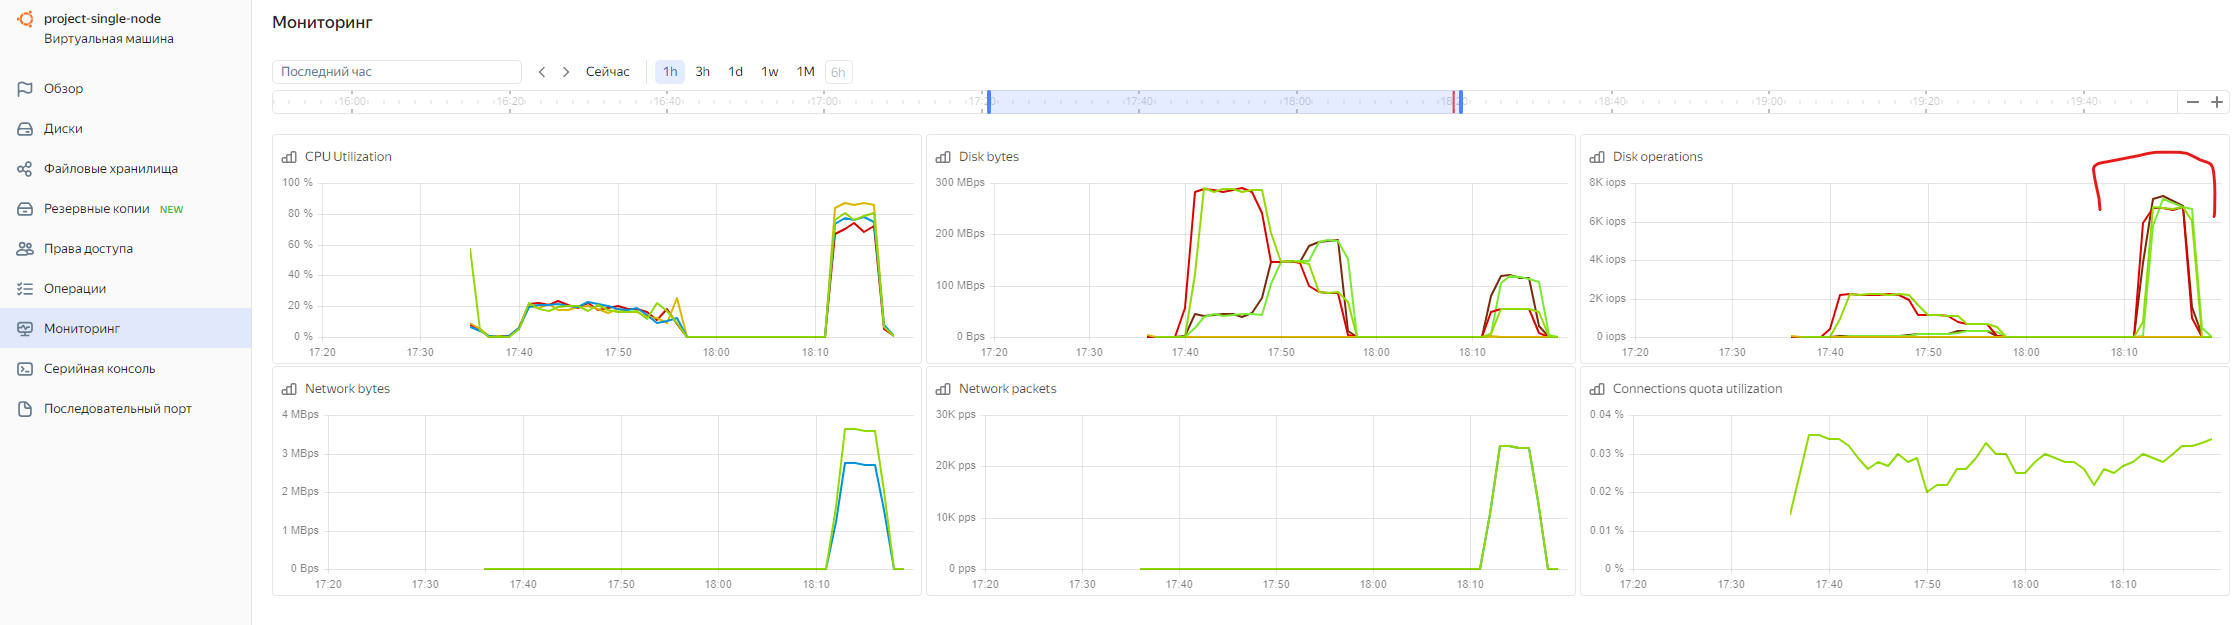 project-single-node
Виртуальная машина
Обзор
Диски
Файловые хранилища
Резервные копии NEW
Права доступа
Операции
Мониторинг
Серийная консоль
Последовательный порт
Мониторинг
Последний час
Сейчас
1h 3h 1d 1w 1M 6h
16:00 16:20 16:40 17:00 17:20 17:40 18:00 18:20 18:40 19:00 19:20 19:40
CPU Utilization
100 %
80 %
60 %
40 %
20 %
0 %
17:20 17:30 17:40 17:50 18:00 18:10
Disk bytes
300 MBps
200 MBps
100 MBps
0 Bps
17:20 17:30 17:40 17:50 18:00 18:10
Disk operations
8K iops
6K iops
4K iops
2K iops
0 iops
17:20 17:30 17:40 17:50 18:00 18:10
Network bytes
4 MBps
3 MBps
2 MBps
1 MBps
0 Bps
17:20 17:30 17:40 17:50 18:00 18:10
Network packets
30K pps
20K pps
10K pps
0 pps
17:20 17:30 17:40 17:50 18:00 18:10
Connections quota utilization
0.04 %
0.03 %
0.02 %
0.01 %
0 %
17:20 17:30 17:40 17:50 18:00 18:10